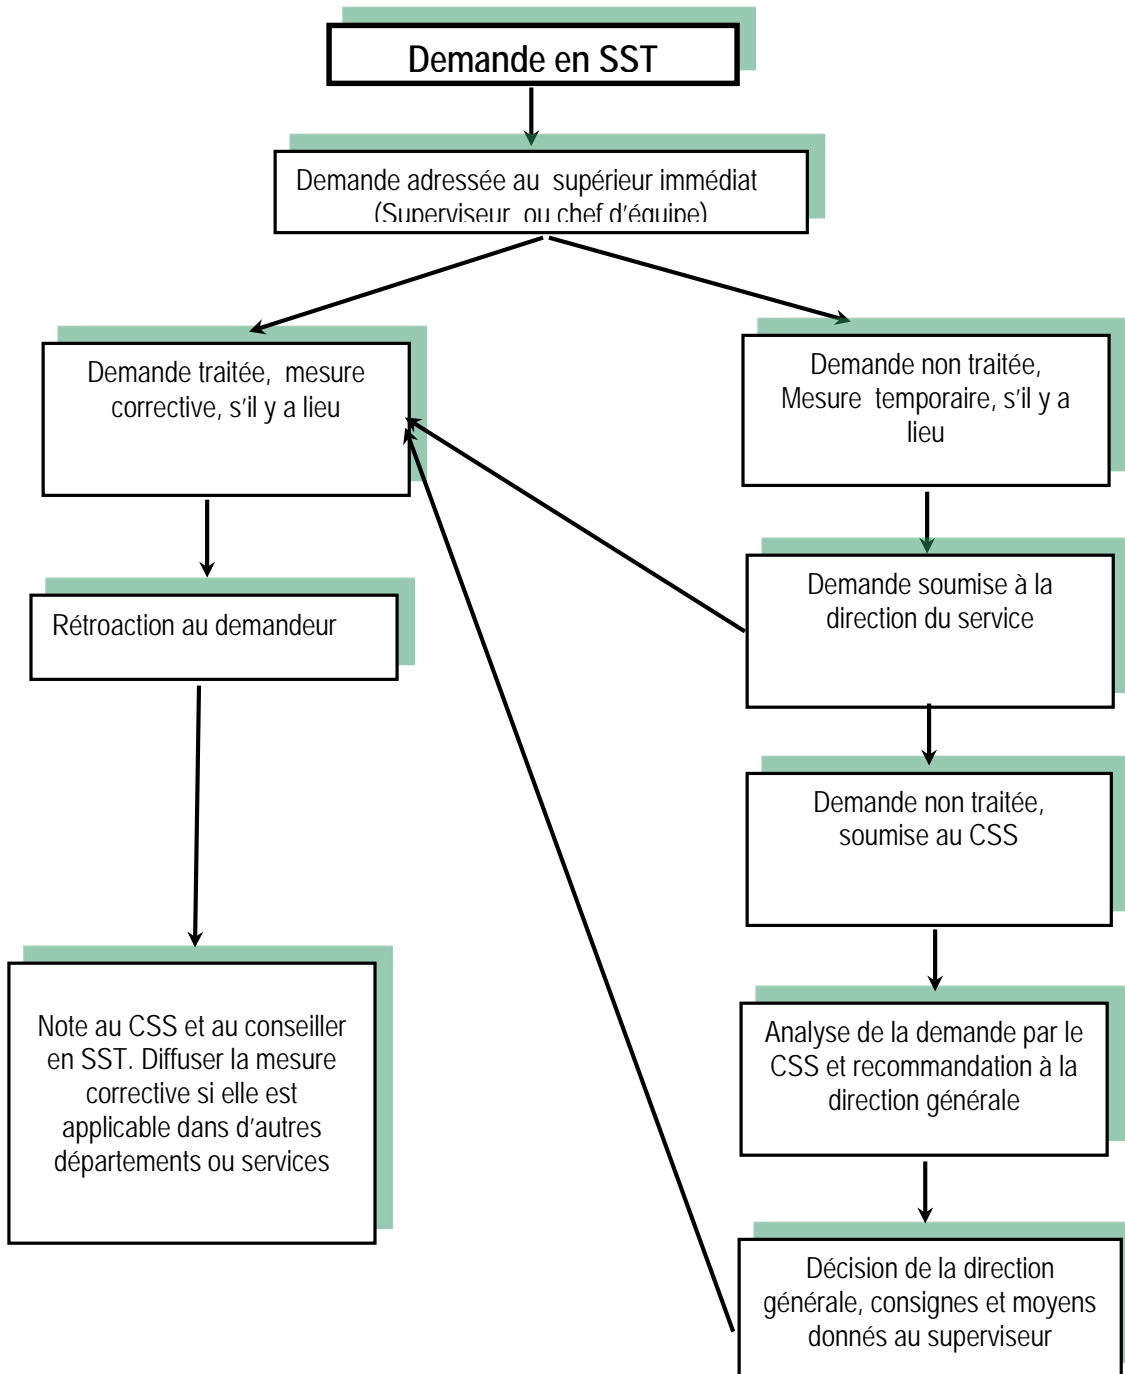 Demande en SST
Demande adressée au supérieur immédiat
(Superviseur ou chef d'équipe)
Demande traitée, mesure
corrective, s'il y a lieu
Demande non traitée,
Mesure temporaire, s'il y a
lieu
Rétroaction au demandeur
Demande soumise à la
direction du service
Demande non traitée,
soumise au CSS
Note au CSS et au conseiller
en SST. Diffuser la mesure
corrective si elle est
applicable dans d'autres
départements ou services
Analyse de la demande par le
CSS et recommandation à la
direction générale
Décision de la direction
générale, consignes et moyens
donnés au superviseur